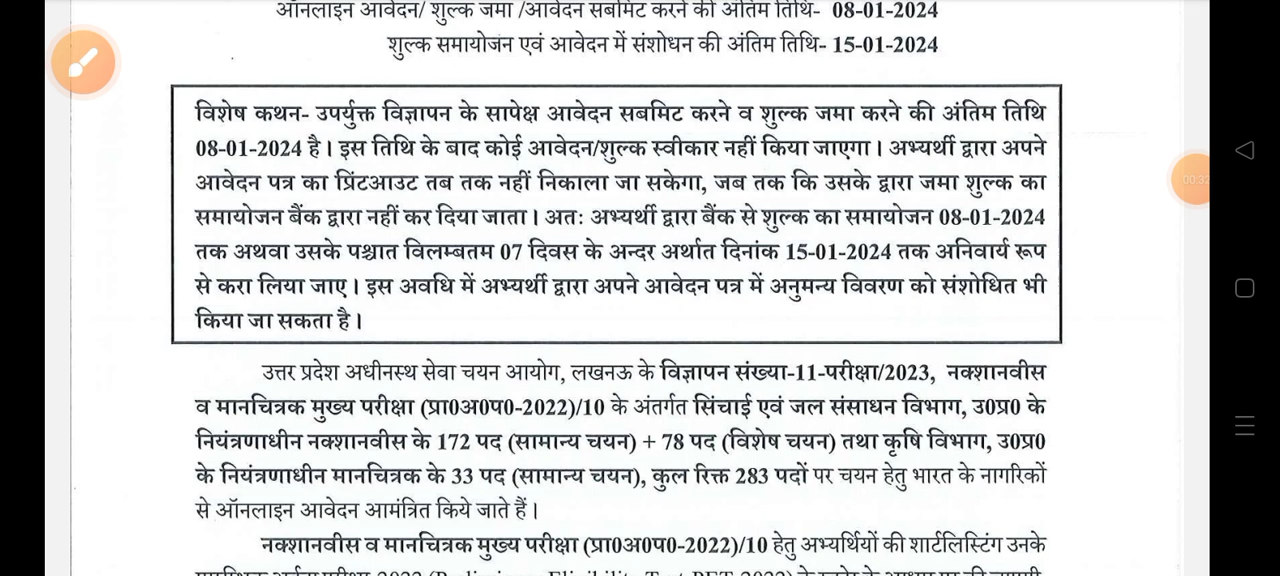 ऑनलाइन आवेदन/ शुल्क जमा /आवेदन सबमिट करने की अंतिम तिथि- 08-01-2024
शुल्क समायोजन एवं आवेदन में संशोधन की अंतिम तिथि- 15-01-2024
विशेष कथन- उपर्युक्त विज्ञापन के सापेक्ष आवेदन सबमिट करने व शुल्क जमा करने की अंतिम तिथि
08-01-2024 है। इस तिथि के बाद कोई आवेदन/शुल्क स्वीकार नहीं किया जाएगा। अभ्यर्थी द्वारा अपने
आवेदन पत्र का प्रिंटआउट तब तक नहीं निकाला जा सकेगा, जब तक कि उसके द्वारा जमा शुल्क का
समायोजन बैंक द्वारा नहीं कर दिया जाता। अतः अभ्यर्थी द्वारा बैंक से शुल्क का समायोजन 08-01-2024
तक अथवा उसके पश्चात विलम्बतम 07 दिवस के अन्दर अर्थात दिनांक 15-01-2024 तक अनिवार्य रूप
से करा लिया जाए। इस अवधि में अभ्यर्थी द्वारा अपने आवेदन पत्र में अनुमन्य विवरण को संशोधित भी
किया जा सकता है।
00:32
उत्तर प्रदेश अधीनस्थ सेवा चयन आयोग, लखनऊ के विज्ञापन संख्या-11-परीक्षा/2023, नक्शानवीस
व मानचित्रक मुख्य परीक्षा (प्रा0अ0प0-2022)/10 के अंतर्गत सिंचाई एवं जल संसाधन विभाग, उ0प्र0 के
नियंत्रणाधीन नक्शानवीस के 172 पद (सामान्य चयन) + 78 पद (विशेष चयन) तथा कृषि विभाग, उ0प्र0
के नियंत्रणाधीन मानचित्रक के 33 पद (सामान्य चयन), कुल रिक्त 283 पदों पर चयन हेतु भारत के नागरिकों
से ऑनलाइन आवेदन आमंत्रित किये जाते हैं।
नक्शानवीस व मानचित्रक मुख्य परीक्षा (प्रा0अ0प0-2022)/10 हेतु अभ्यर्थियों की शार्टलिस्टिंग उनके